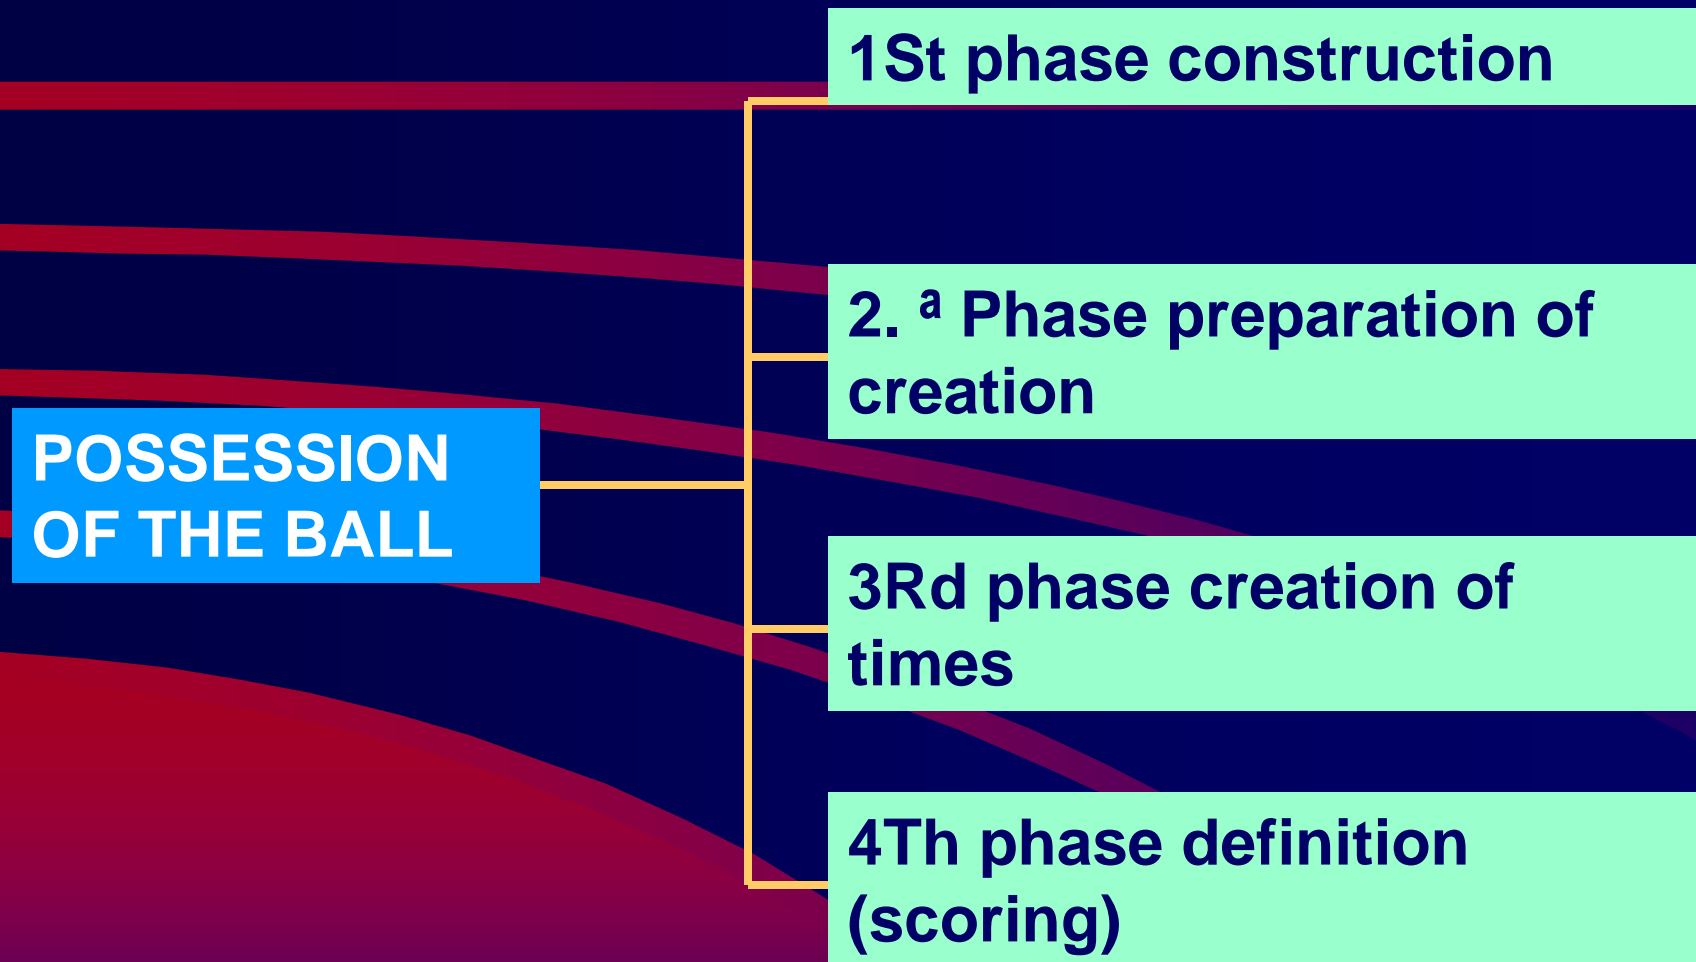 1St phase construction
2. ª Phase preparation of
creation
POSSESSION
OF THE BALL
3Rd phase creation of
times
4Th phase definition
(scoring)